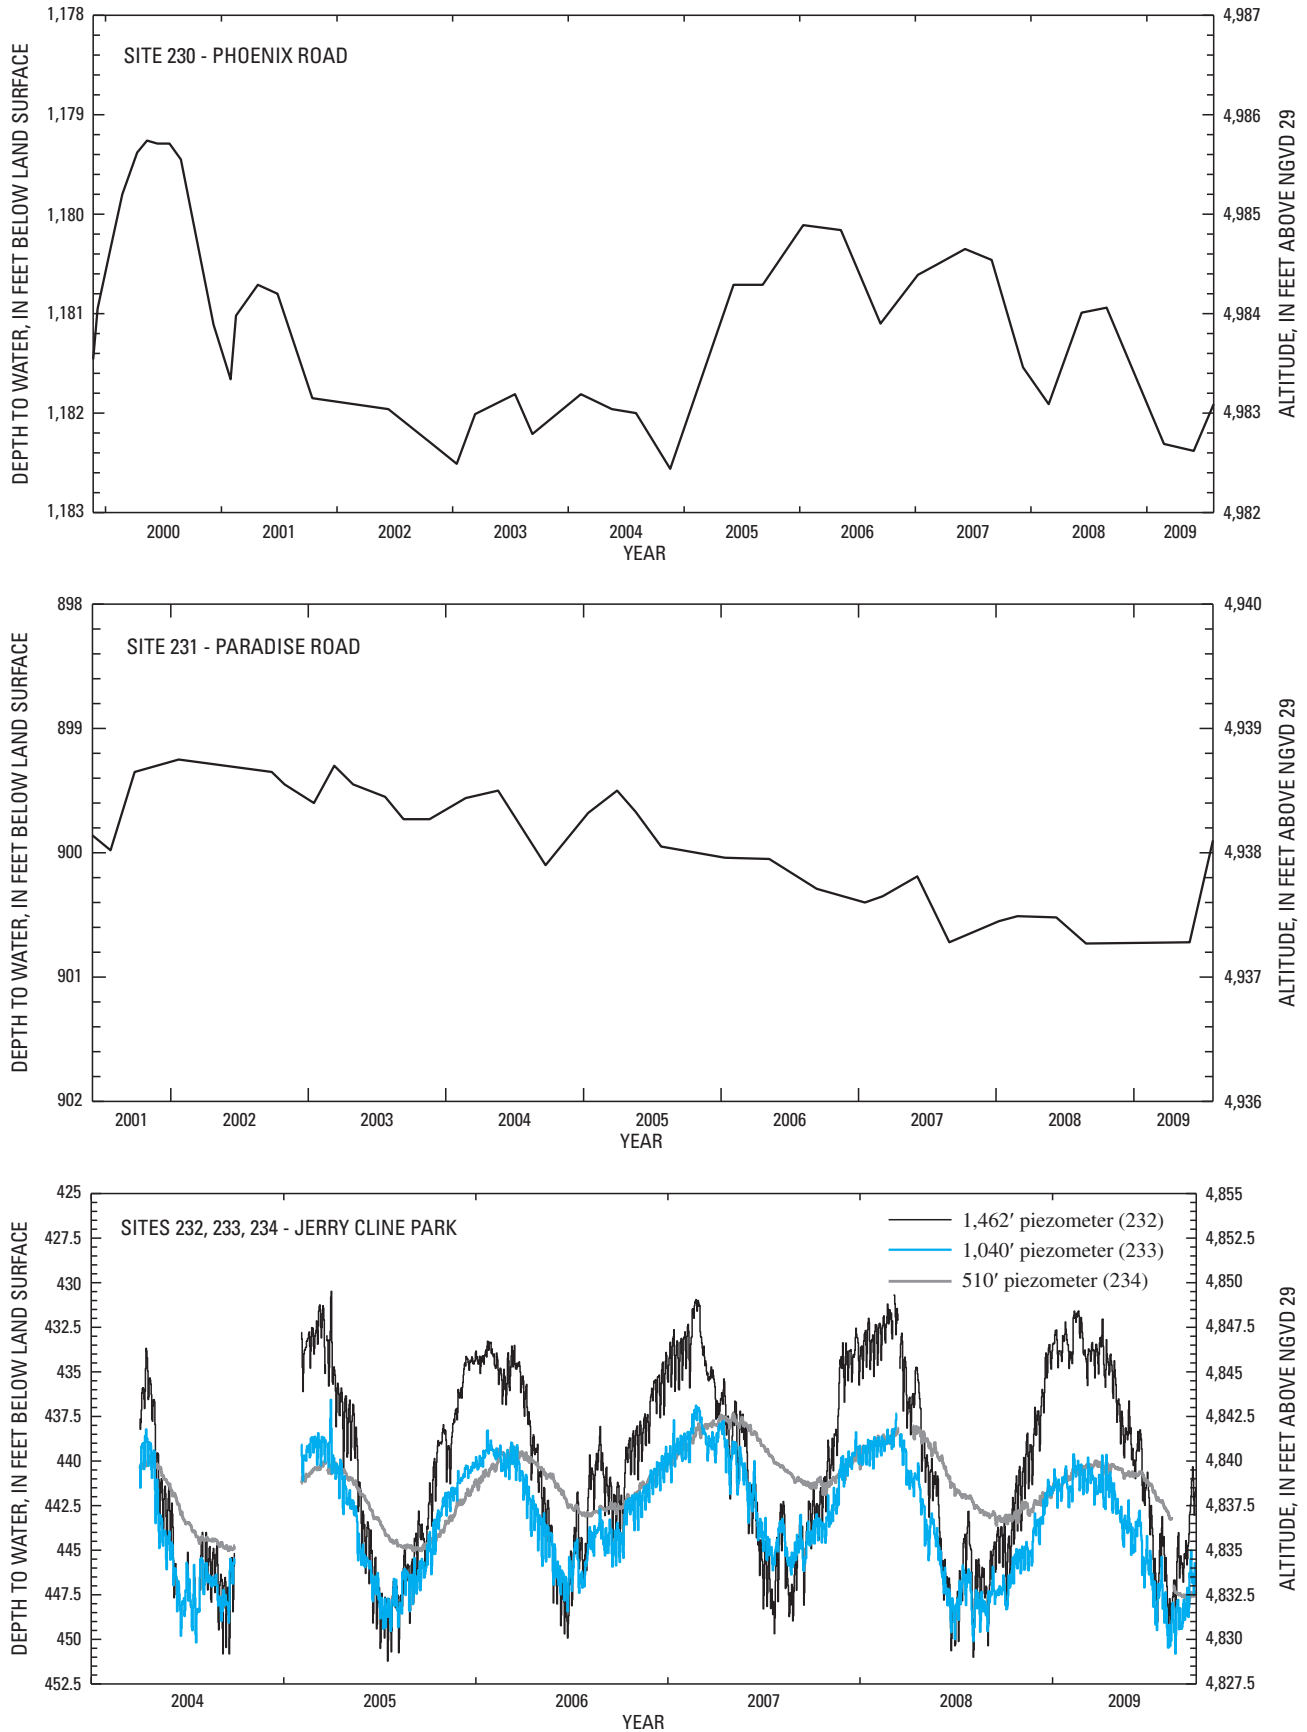 SITE 230 - PHOENIX ROAD
DEPTH TO WATER, IN FEET BELOW LAND SURFACE
1,178
1,179
1,180
1,181
1,182
1,183
4,987
4,986
4,985
4,984
4,983
4,982
ALTITUDE, IN FEET ABOVE NGVD 29
2000 2001 2002 2003 2004 2005 2006 2007 2008 2009
YEAR
SITE 231 - PARADISE ROAD
DEPTH TO WATER, IN FEET BELOW LAND SURFACE
898
899
900
901
902
4,940
4,939
4,938
4,937
4,936
ALTITUDE, IN FEET ABOVE NGVD 29
2001 2002 2003 2004 2005 2006 2007 2008 2009
YEAR
SITES 232, 233, 234 - JERRY CLINE PARK
1,462′ piezometer (232)
1,040′ piezometer (233)
510′ piezometer (234)
DEPTH TO WATER, IN FEET BELOW LAND SURFACE
425
427.5
430
432.5
435
437.5
440
442.5
445
447.5
450
452.5
4,855
4,852.5
4,850
4,847.5
4,845
4,842.5
4,840
4,837.5
4,835
4,832.5
4,830
4,827.5
ALTITUDE, IN FEET ABOVE NGVD 29
2004 2005 2006 2007 2008 2009
YEAR